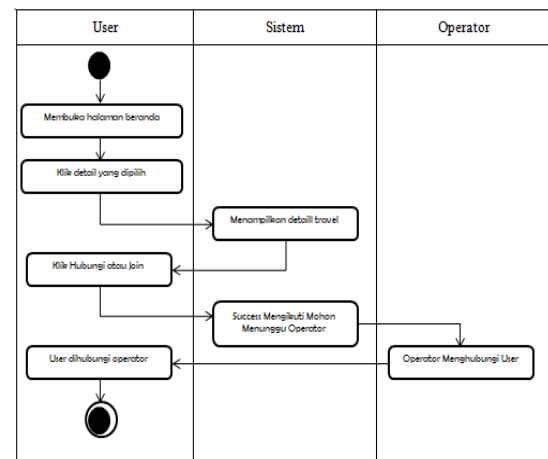 User
Sistem
Operator
Membuka halaman beranda
Klik detail yang dipilih
Menampilkan detaill travel
Klik Hubungi atau Join
Success Mengikuti Mohon
Menunggu Operator
Operator Menghubungi User
User dihubungi operator